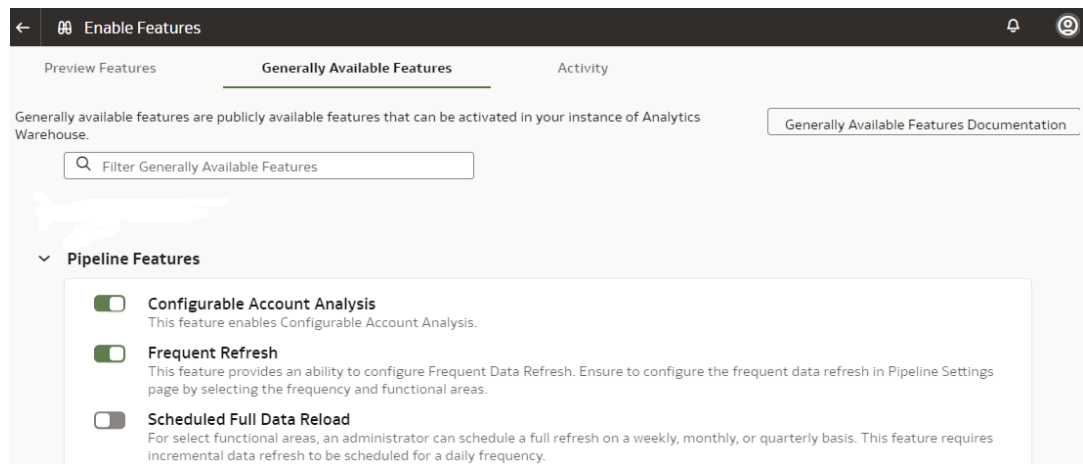 Enable Features
Preview Features
Generally Available Features
Activity
Generally available features are publicly available features that can be activated in your instance of Analytics
Warehouse.
Generally Available Features Documentation
Filter Generally Available Features
Pipeline Features
Configurable Account Analysis
This feature enables Configurable Account Analysis.
Frequent Refresh
This feature provides an ability to configure Frequent Data Refresh. Ensure to configure the frequent data refresh in Pipeline Settings
page by selecting the frequency and functional areas.
Scheduled Full Data Reload
For select functional areas, an administrator can schedule a full refresh on a weekly, monthly, or quarterly basis. This feature requires
incremental data refresh to be scheduled for a daily frequency.